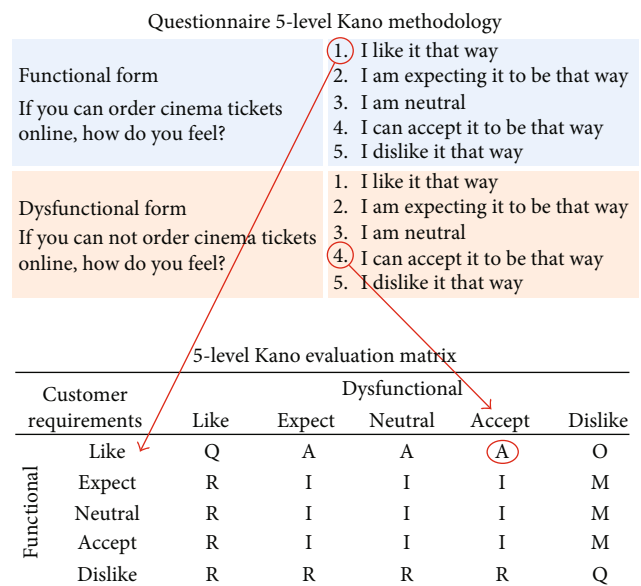 Questionnaire 5-level Kano methodology
Functional form
If you can order cinema tickets
online, how do you feel?
1. I like it that way
2. I am expecting it to be that way
3. I am neutral
4. I can accept it to be that way
5. I dislike it that way
Dysfunctional form
If you can not order cinema tickets
online, how do you feel?
1. I like it that way
2. I am expecting it to be that way
3. I am neutral
4. I can accept it to be that way
5. I dislike it that way
5-level Kano evaluation matrix
Customer
requirements
Dysfunctional
Like Expect Neutral Accept Dislike
Functional
Like Q A A A O
Expect R I I I M
Neutral R I I I M
Accept R I I I M
Dislike R R R R Q